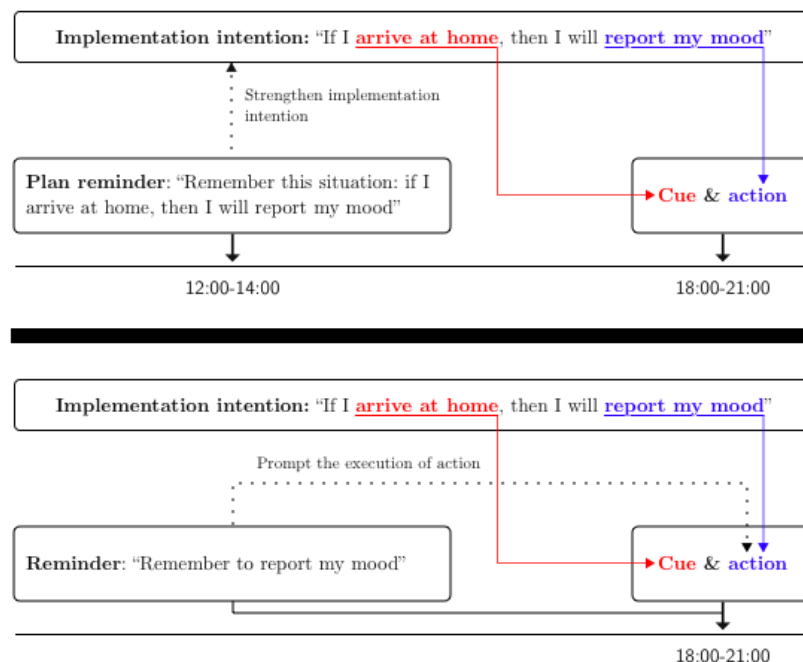 Implementation intention: “If I arrive at home, then I will report my mood”
Strengthen implementation
intention
Plan reminder: “Remember this situation: if I
arrive at home, then I will report my mood”
Cue & action
12:00-14:00
18:00-21:00
Implementation intention: “If I arrive at home, then I will report my mood”
Prompt the execution of action
Reminder: “Remember to report my mood”
Cue & action
18:00-21:00